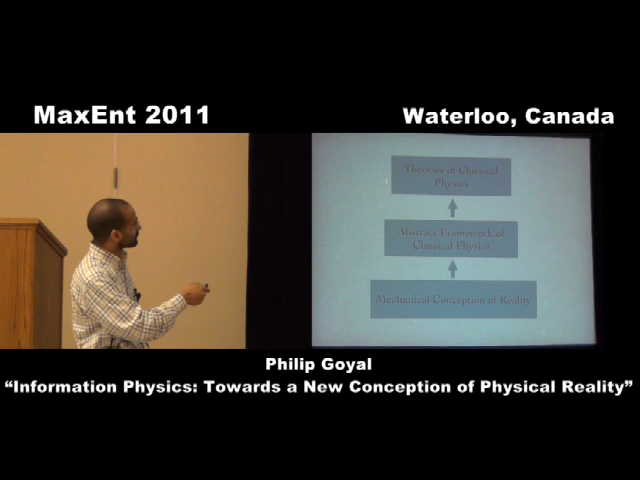 MaxEnt 2011
Waterloo, Canada
Theories of Classical
Physics
Abstract Framework of
Classical Physics
Mechanical Conception of Reality
Philip Goyal
“Information Physics: Towards a New Conception of Physical Reality”